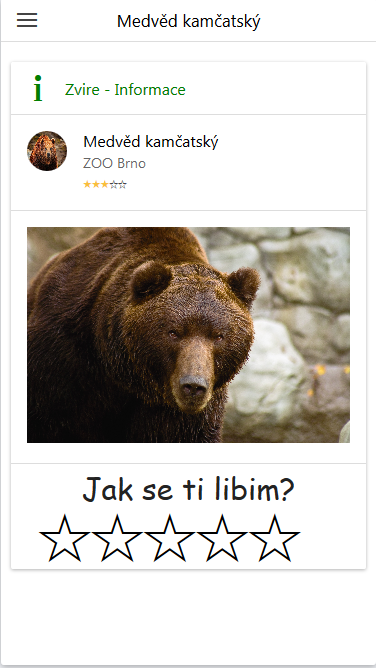 Medvěd kamčatský
Zvire - Informace
Medvěd kamčatský
ZOO Brno
Jak se ti libim?